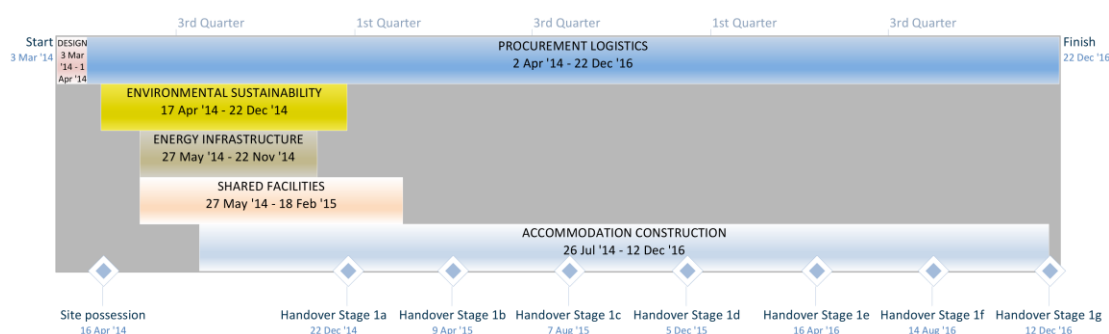 3rd Quarter
1st Quarter
3rd Quarter
1st Quarter
3rd Quarter
Start
3 Mar '14
DESIGN
3 Mar
'14 - 1
Apr '14
PROCUREMENT LOGISTICS
2 Apr '14 - 22 Dec '16
Finish
22 Dec '16
ENVIRONMENTAL SUSTAINABILITY
17 Apr '14 - 22 Dec '14
ENERGY INFRASTRUCTURE
27 May '14 - 22 Nov '14
SHARED FACILITIES
27 May '14 - 18 Feb '15
ACCOMMODATION CONSTRUCTION
26 Jul '14 - 12 Dec '16
Site possession
16 Apr '14
Handover Stage 1a
22 Dec '14
Handover Stage 1b
9 Apr '15
Handover Stage 1c
7 Aug '15
Handover Stage 1d
5 Dec '15
Handover Stage 1e
16 Apr '16
Handover Stage 1f
14 Aug '16
Handover Stage 1g
12 Dec '16